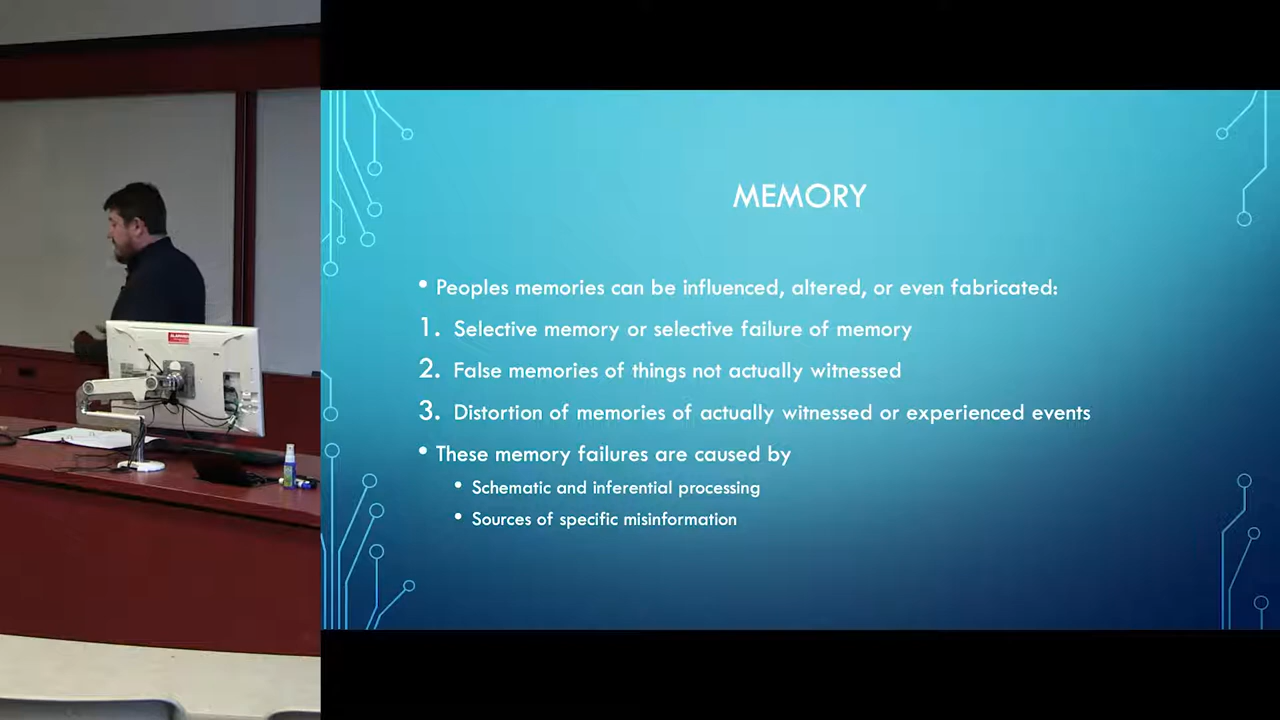 MEMORY
• Peoples memories can be influenced, altered, or even fabricated:
1. Selective memory or selective failure of memory
2. False memories of things not actually witnessed
3. Distortion of memories of actually witnessed or experienced events
• These memory failures are caused by
• Schematic and inferential processing
• Sources of specific misinformation